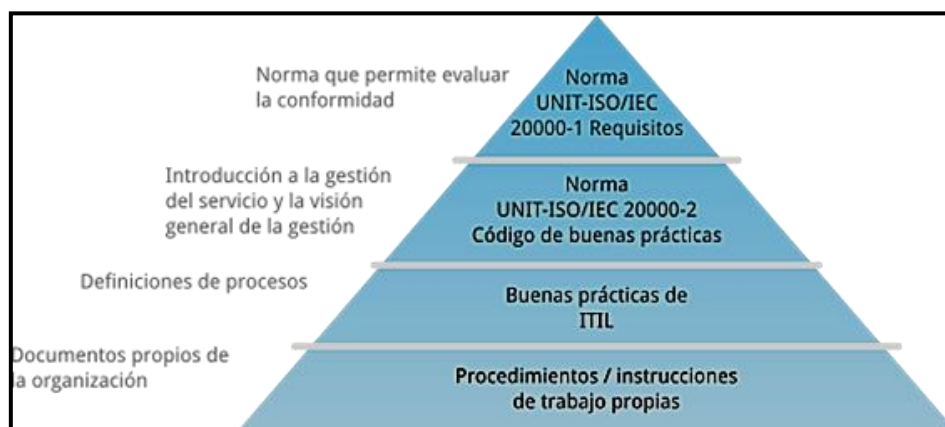 Norma que permite evaluar
la conformidad
Norma
UNIT-ISO/IEC
20000-1 Requisitos
Introducción a la gestión
del servicio y la visión
general de la gestión
Norma
UNIT-ISO/IEC 20000-2
Código de buenas prácticas
Definiciones de procesos
Buenas prácticas de
ITIL
Documentos propios de
la organización
Procedimientos / instrucciones
de trabajo propias